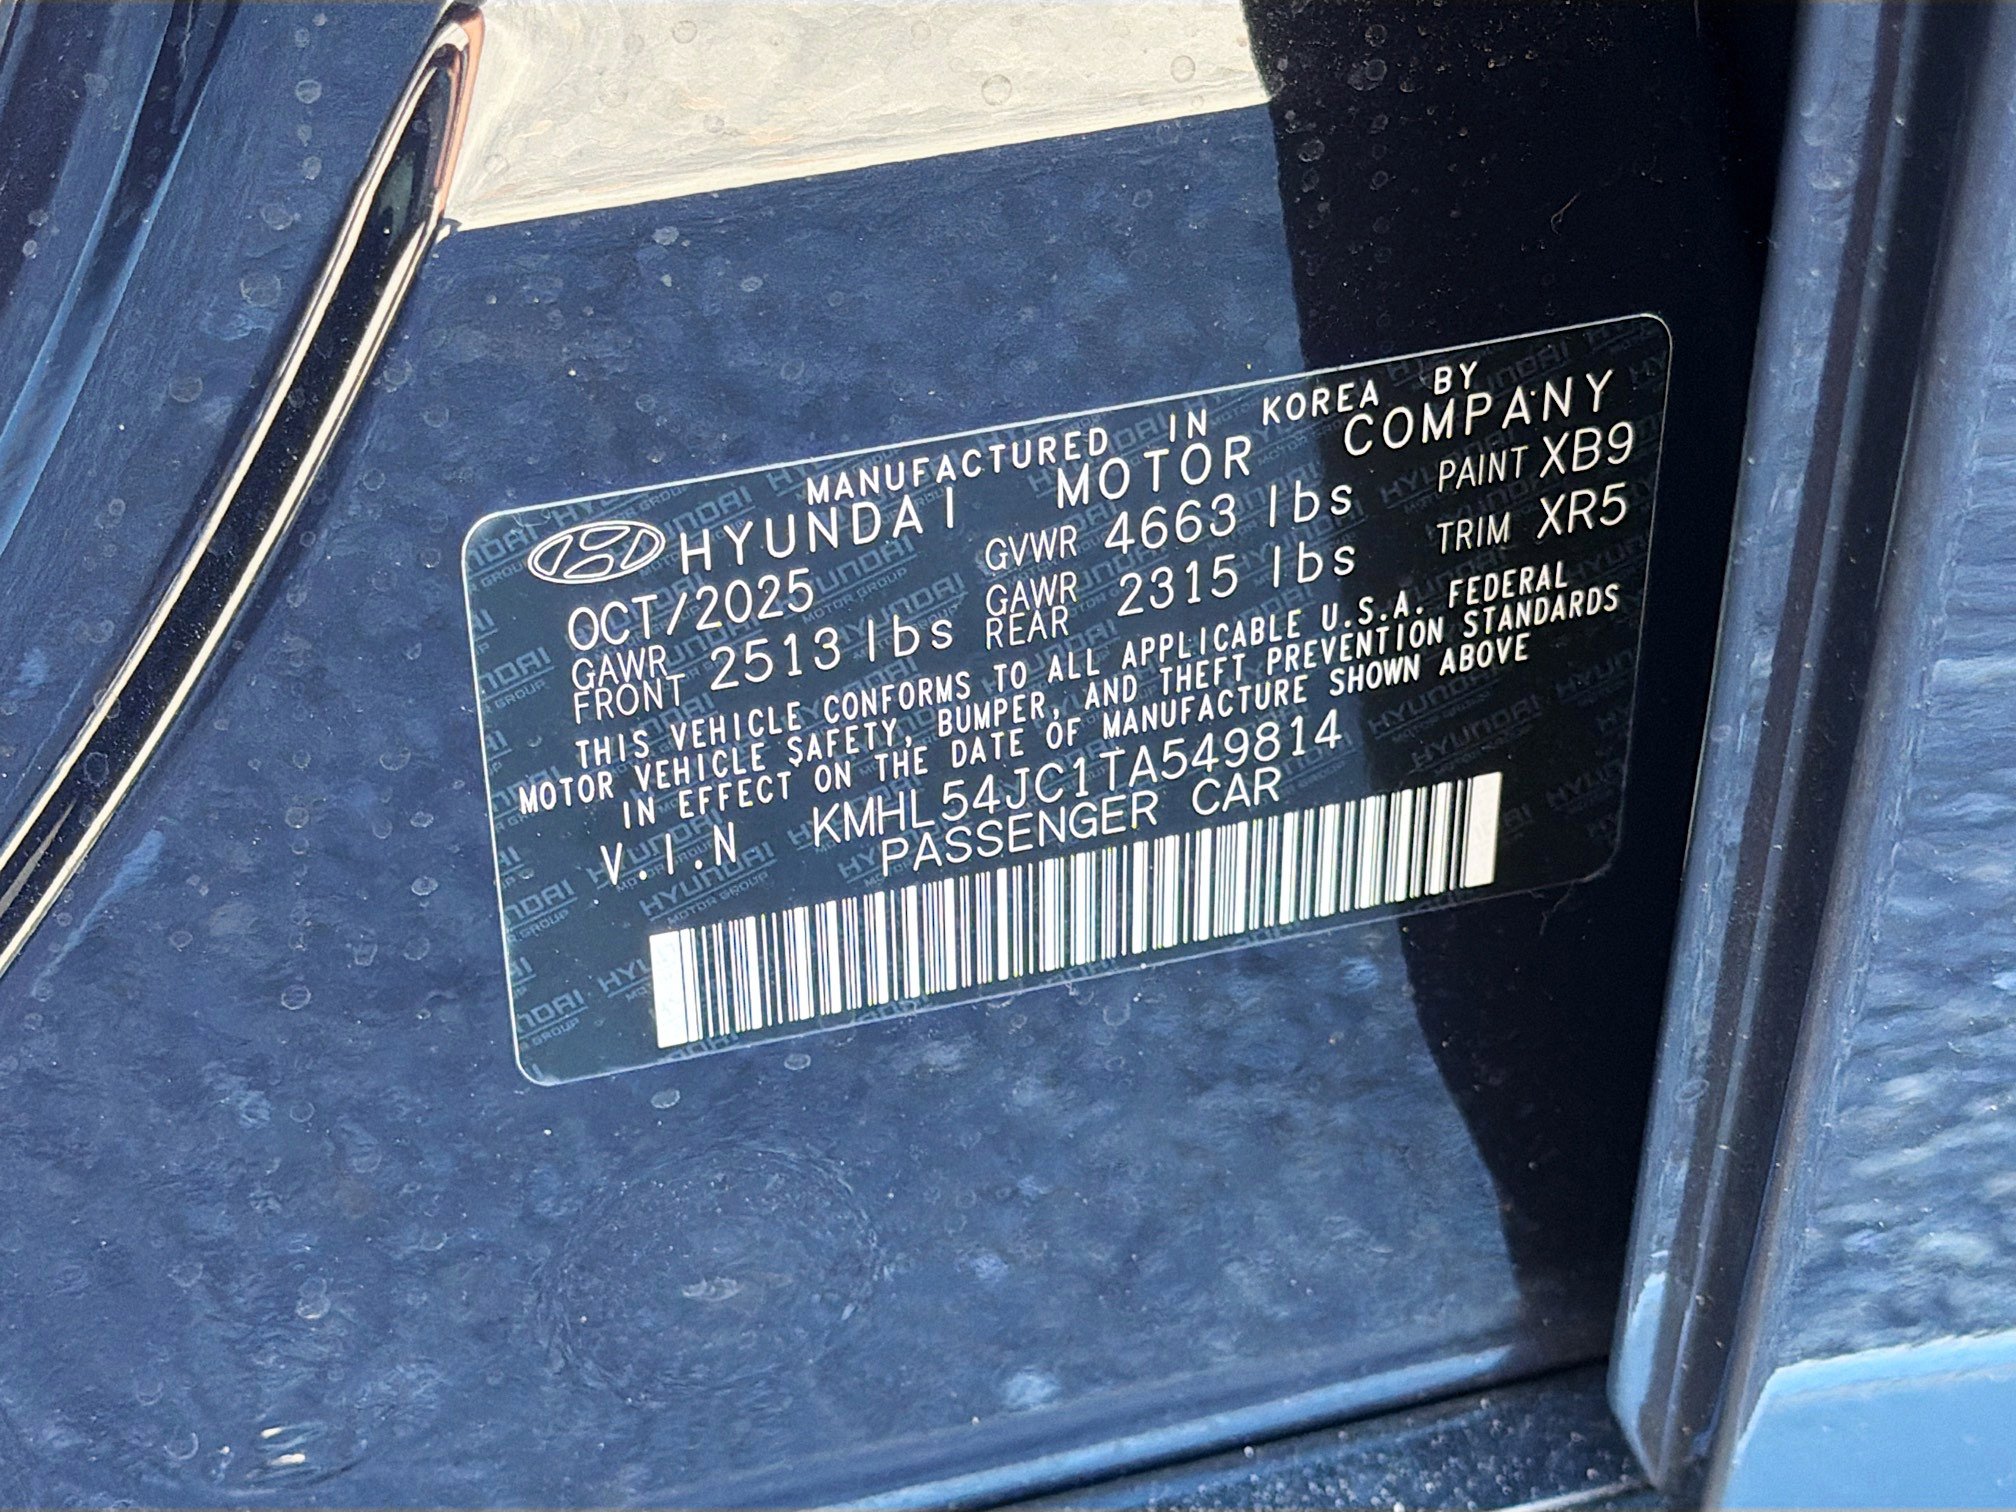 MANUFACTURED IN KOREA BY
HYUNDAI MOTOR COMPANY
OCT/2025 GVWR 4663 lbs PAINT XB9
GAWR FRONT 2513 lbs GAWR REAR 2315 lbs TRIM XR5
THIS VEHICLE CONFORMS TO ALL APPLICABLE U.S.A. FEDERAL
MOTOR VEHICLE SAFETY, BUMPER, AND THEFT PREVENTION STANDARDS
IN EFFECT ON THE DATE OF MANUFACTURE SHOWN ABOVE
V.I.N KMHL54JC1TA549814
PASSENGER CAR